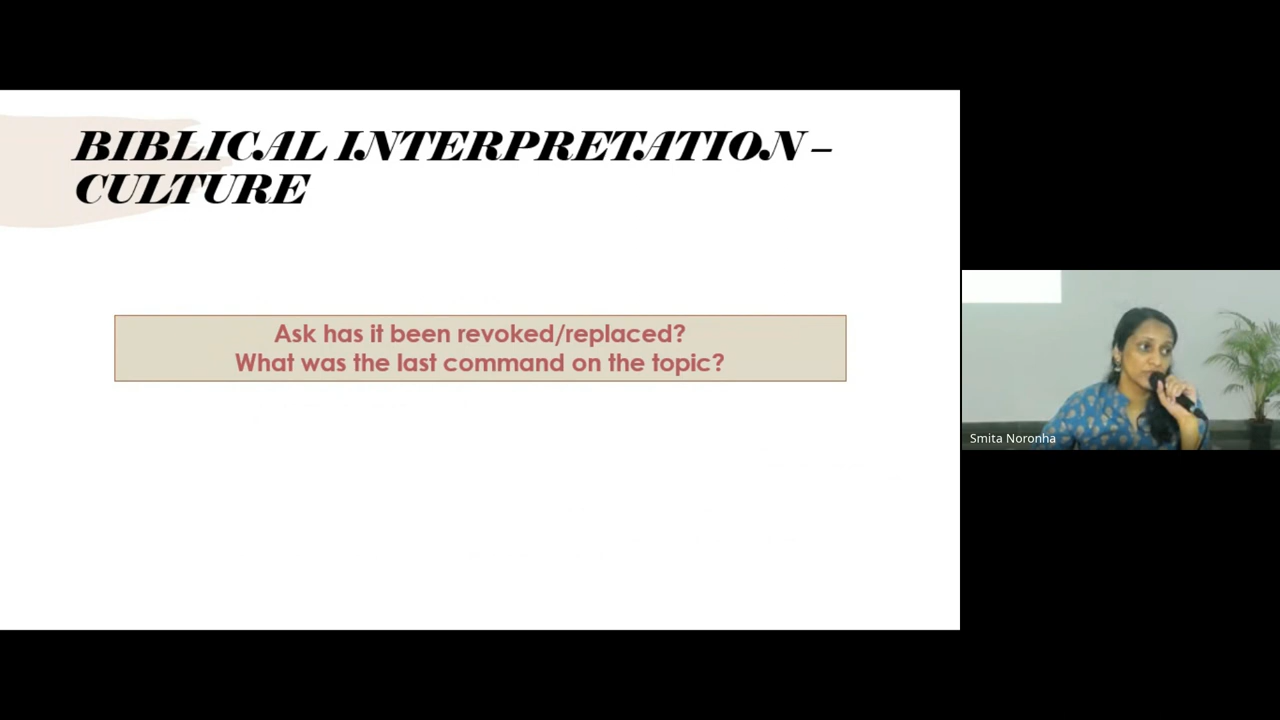 BIBLICAL INTERPRETATION –
CULTURE
Ask has it been revoked/replaced?
What was the last command on the topic?
Smita Noronha